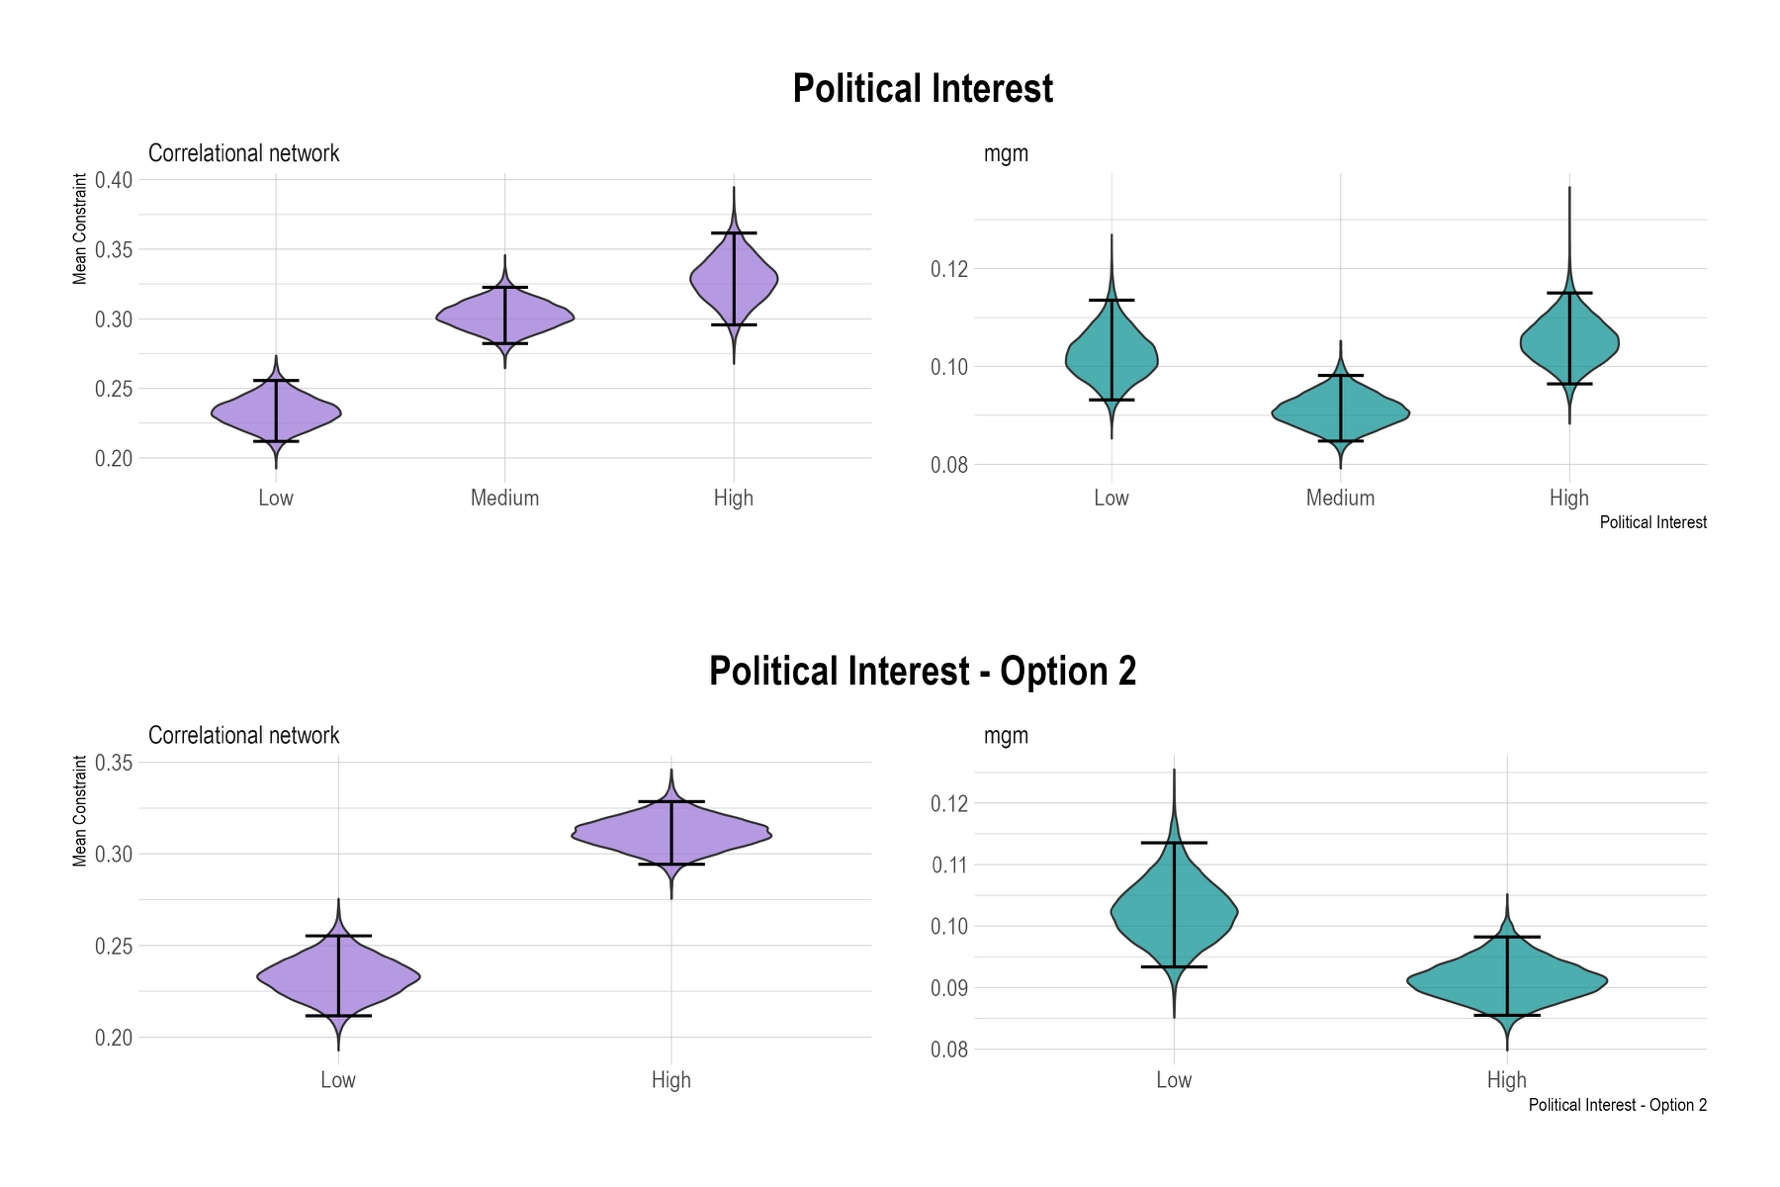 Political Interest
Correlational network
mgm
Mean Constraint
0.40
0.35
0.30
0.25
0.20
Low Medium High
0.12
0.10
0.08
Low Medium High
Political Interest
Political Interest - Option 2
Correlational network
mgm
Mean Constraint
0.35
0.30
0.25
0.20
Low High
0.12
0.11
0.10
0.09
0.08
Low High
Political Interest - Option 2